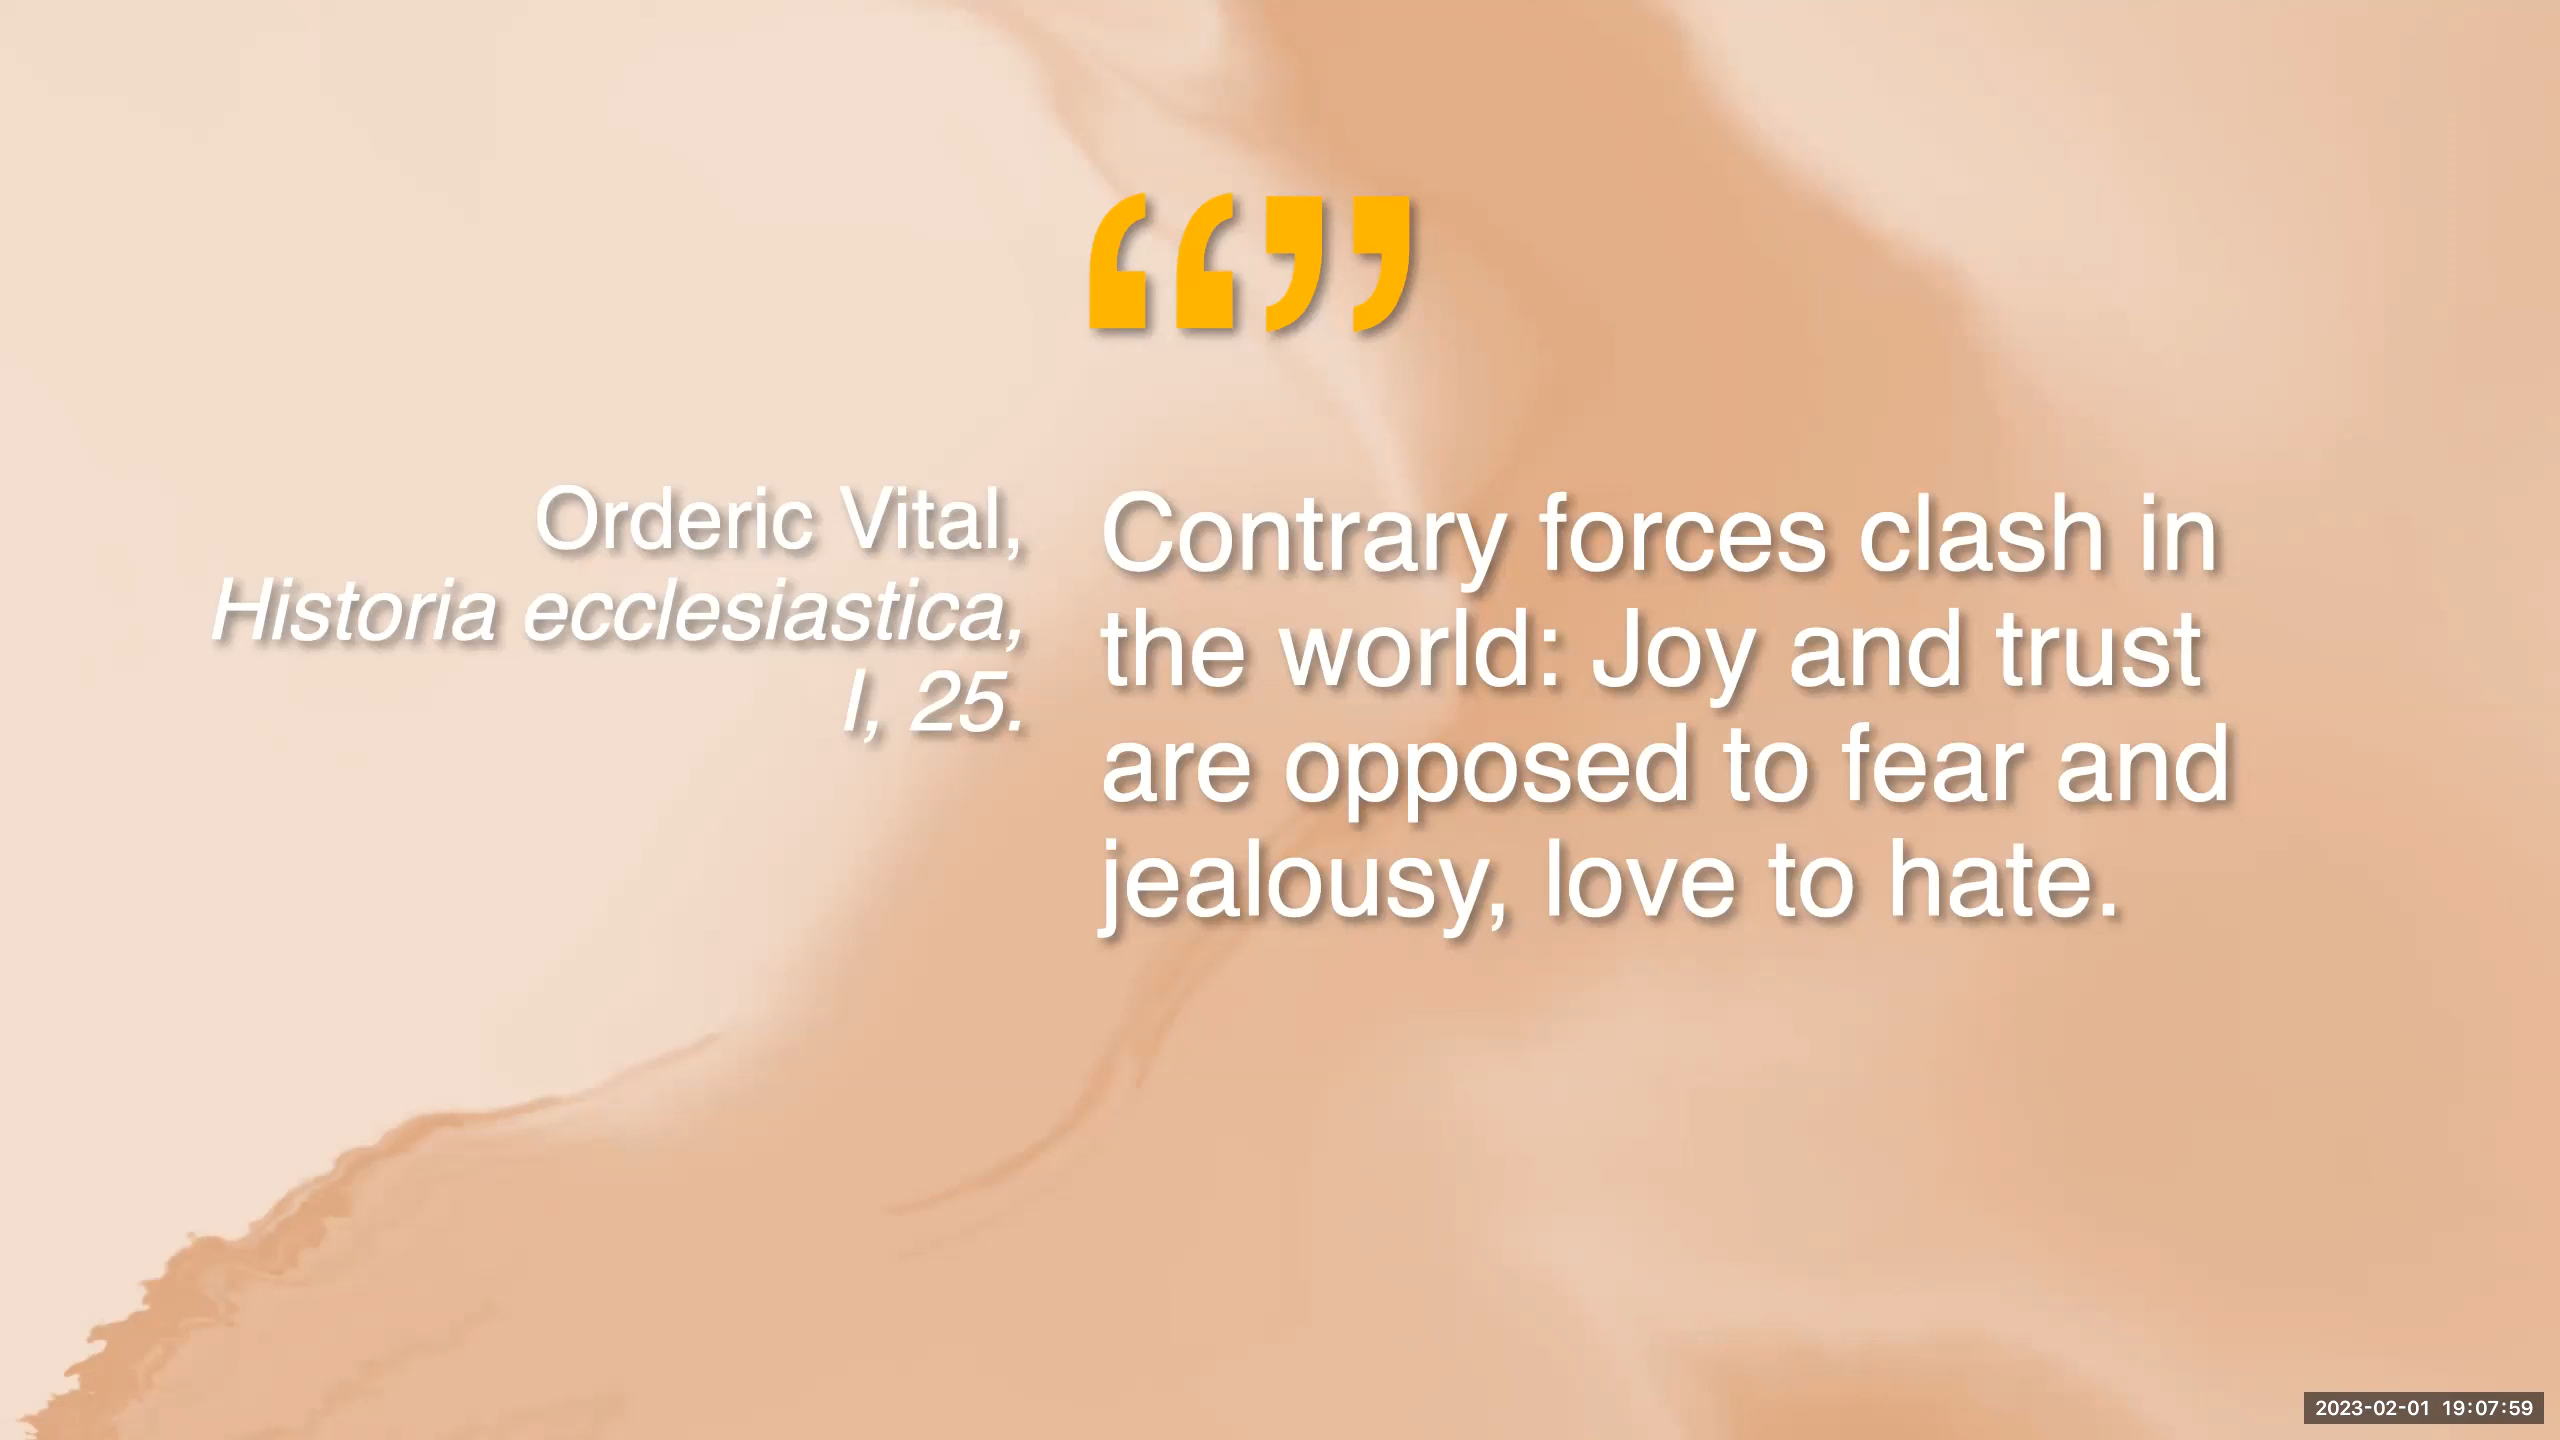 “”
Orderic Vital,
Historia ecclesiastica,
I, 25.
Contrary forces clash in
the world: Joy and trust
are opposed to fear and
jealousy, love to hate.
2023-02-01 19:07:59